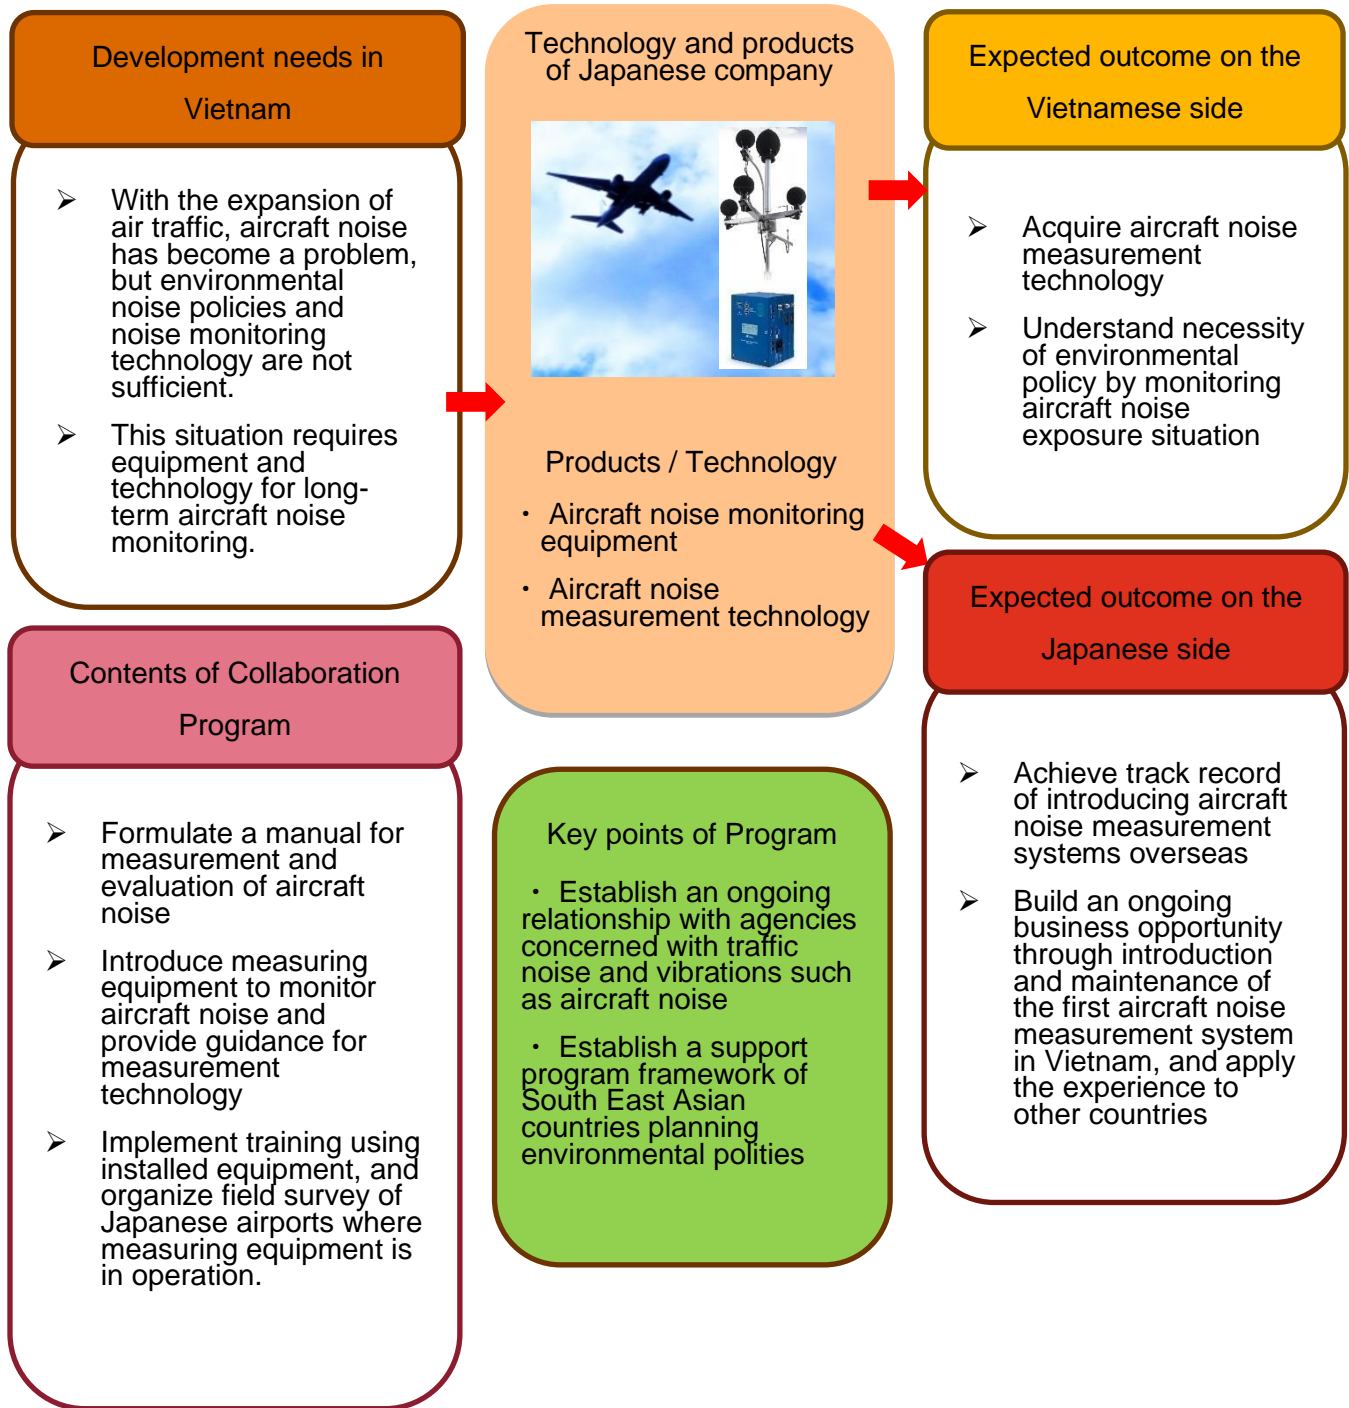 Development needs in
Vietnam
➢ With the expansion of
air traffic, aircraft noise
has become a problem,
but environmental
noise policies and
noise monitoring
technology are not
sufficient.
➢ This situation requires
equipment and
technology for long-
term aircraft noise
monitoring.
Contents of Collaboration
Program
➢ Formulate a manual for
measurement and
evaluation of aircraft
noise
➢ Introduce measuring
equipment to monitor
aircraft noise and
provide guidance for
measurement
technology
➢ Implement training using
installed equipment, and
organize field survey of
Japanese airports where
measuring equipment is
in operation.
Technology and products
of Japanese company
Products / Technology
・ Aircraft noise monitoring
equipment
・ Aircraft noise
measurement technology
Key points of Program
・ Establish an ongoing
relationship with agencies
concerned with traffic
noise and vibrations such
as aircraft noise
・ Establish a support
program framework of
South East Asian
countries planning
environmental polities
Expected outcome on the
Vietnamese side
➢ Acquire aircraft noise
measurement
technology
➢ Understand necessity
of environmental
policy by monitoring
aircraft noise
exposure situation
Expected outcome on the
Japanese side
➢ Achieve track record
of introducing aircraft
noise measurement
systems overseas
➢ Build an ongoing
business opportunity
through introduction
and maintenance of
the first aircraft noise
measurement system
in Vietnam, and apply
the experience to
other countries